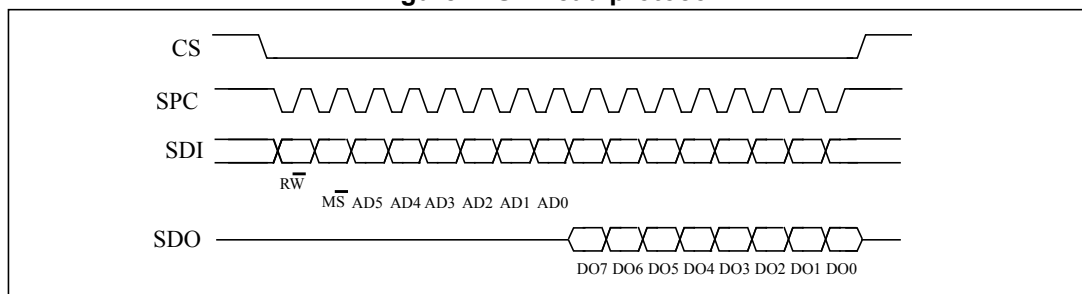 CS
SPC
SDI
RW̅
MS̅ AD5 AD4 AD3 AD2 AD1 AD0
SDO
DO7 DO6 DO5 DO4 DO3 DO2 DO1 DO0